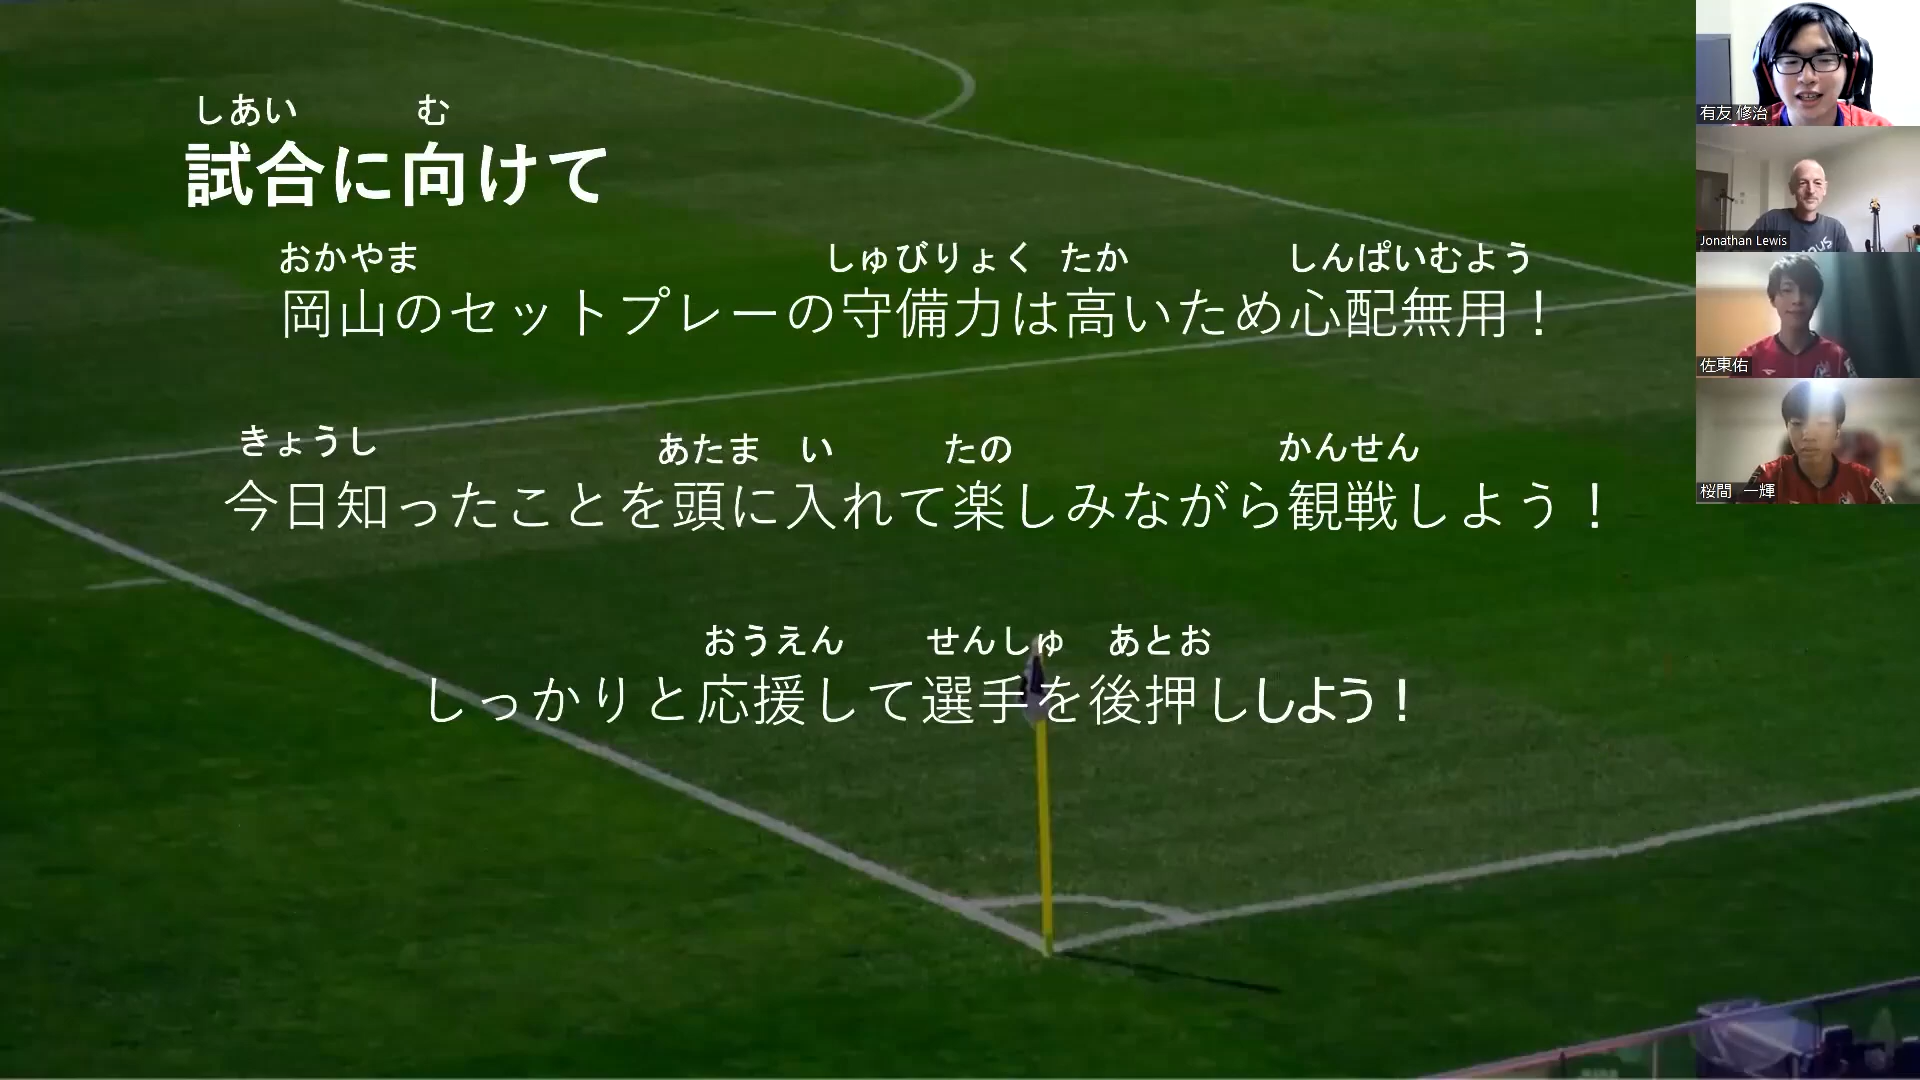 しあい む
試合に向けて
おかやま しゅびりょく たか しんぱいむよう
岡山のセットプレーの守備力は高いため心配無用！
きょうし あたま い たの かんせん
今日知ったことを頭に入れて楽しみながら観戦しよう！
おうえん せんしゅ あとお
しっかりと応援して選手を後押ししよう！
有友 修治
Jonathan Lewis
佐東佑
桜間 一輝